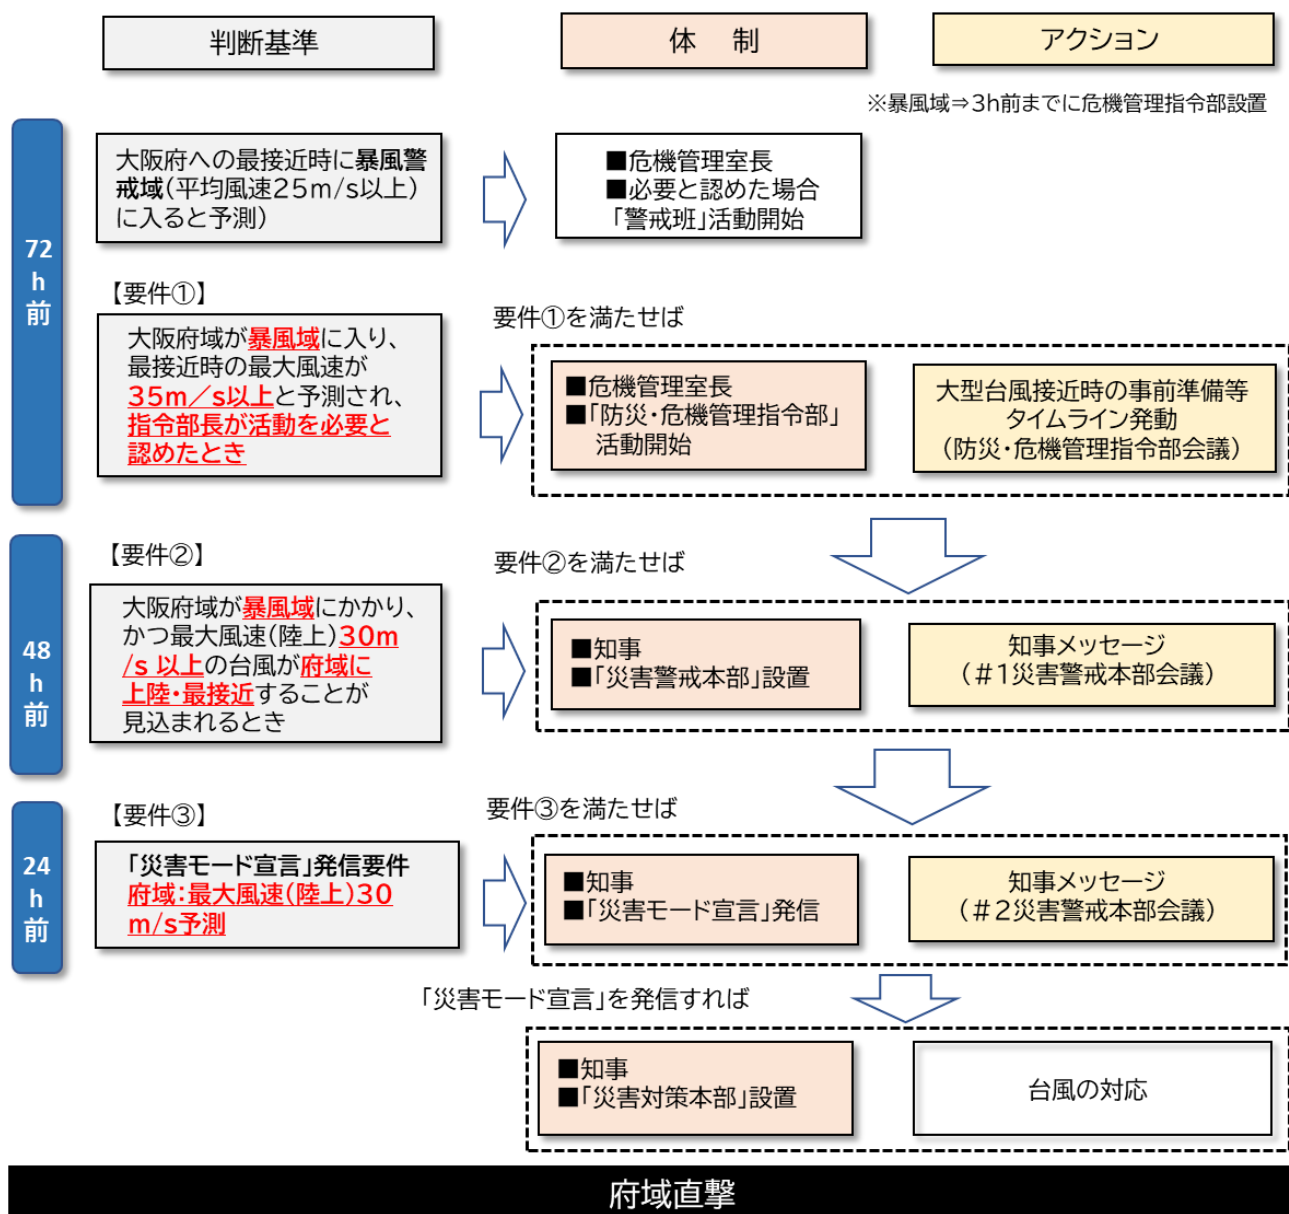 判断基準
体　制
アクション
※暴風域⇒3h前までに危機管理指令部設置
72
h
前
大阪府への最接近時に暴風警
戒域(平均風速25m/s以上)
に入ると予測)
■危機管理室長
■必要と認めた場合
「警戒班」活動開始
【要件①】
大阪府域が暴風域に入り、
最接近時の最大風速が
35m／s以上と予測され、
指令部長が活動を必要と
認めたとき
要件①を満たせば
■危機管理室長
■「防災・危機管理指令部」
活動開始
大型台風接近時の事前準備等
タイムライン発動
(防災・危機管理指令部会議)
48
h
前
【要件②】
大阪府域が暴風域にかかり、
かつ最大風速(陸上)30m
/s 以上の台風が府域に
上陸・最接近することが
見込まれるとき
要件②を満たせば
■知事
■「災害警戒本部」設置
知事メッセージ
(＃1災害警戒本部会議)
24
h
前
【要件③】
「災害モード宣言」発信要件
府域：最大風速(陸上)30
m/s予測
要件③を満たせば
■知事
■「災害モード宣言」発信
知事メッセージ
(＃2災害警戒本部会議)
「災害モード宣言」を発信すれば
■知事
■「災害対策本部」設置
台風の対応
府域直撃